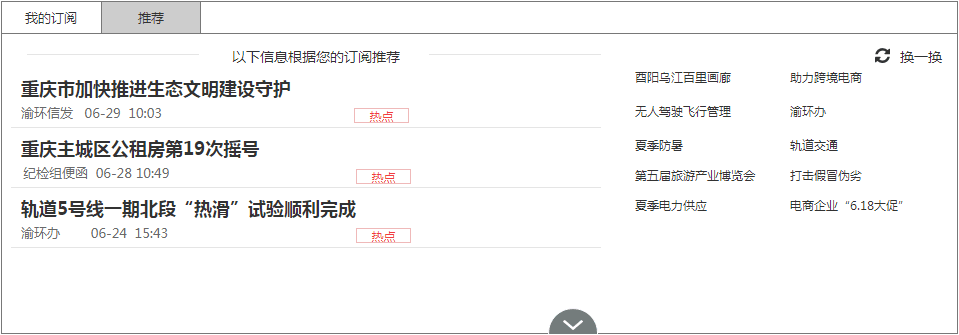 我的订阅 推荐
以下信息根据您的订阅推荐
重庆市加快推进生态文明建设守护
渝环信发 06-29 10:03 热点
重庆主城区公租房第19次摇号
纪检组便函 06-28 10:49 热点
轨道5号线一期北段“热滑”试验顺利完成
渝环办 06-24 15:43 热点
换一换
酉阳乌江百里画廊 助力跨境电商
无人驾驶飞行管理 渝环办
夏季防暑 轨道交通
第五届旅游产业博览会 打击假冒伪劣
夏季电力供应 电商企业“6.18大促”